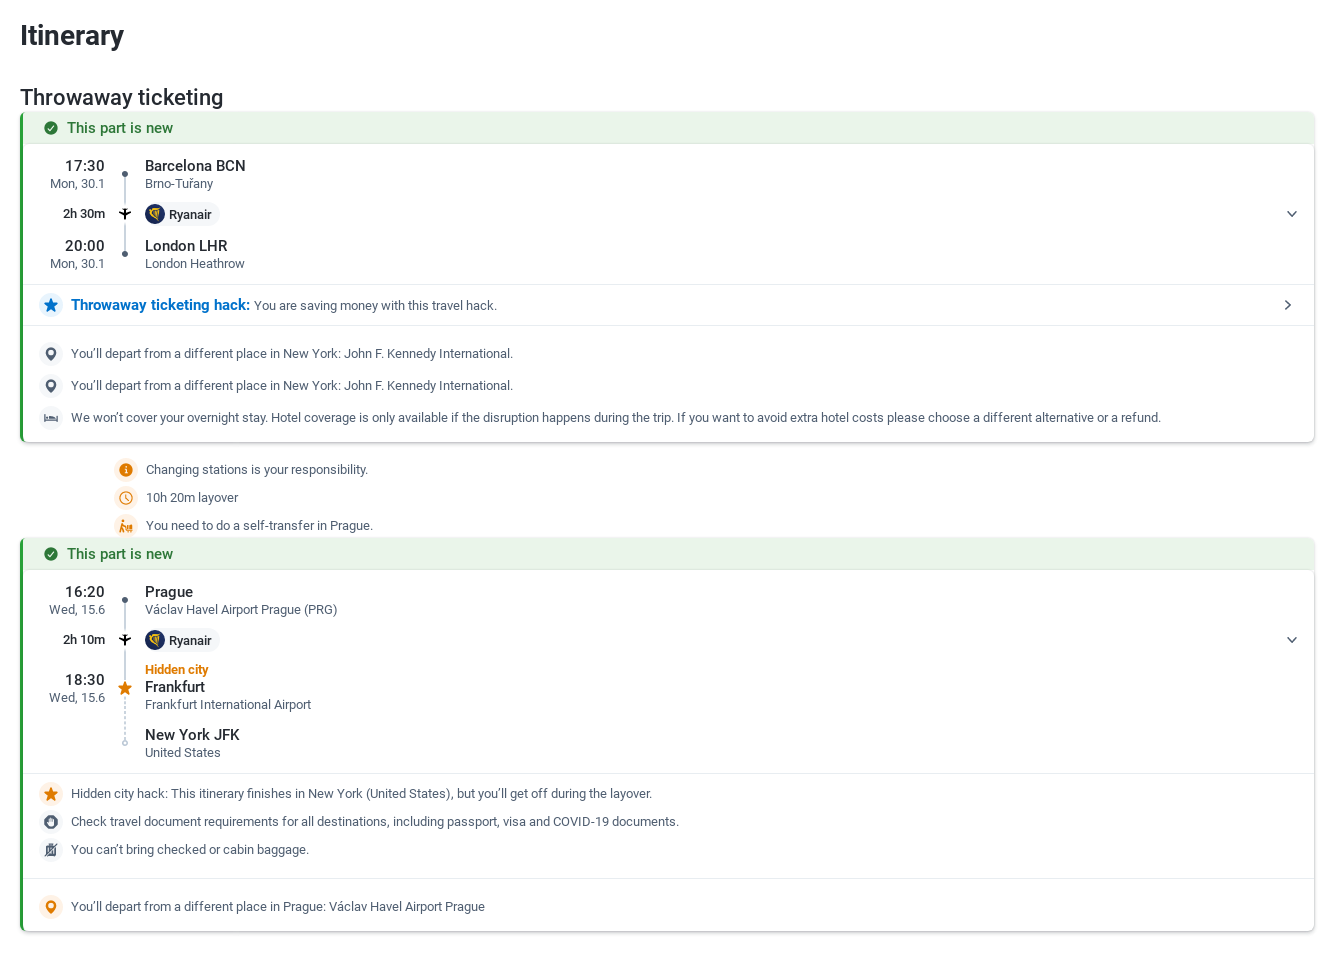 Itinerary
Throwaway ticketing
This part is new
17:30 Barcelona BCN
Mon, 30.1 Brno-Tuřany
2h 30m Ryanair
20:00 London LHR
Mon, 30.1 London Heathrow
Throwaway ticketing hack: You are saving money with this travel hack.
You’ll depart from a different place in New York: John F. Kennedy International.
You’ll depart from a different place in New York: John F. Kennedy International.
We won’t cover your overnight stay. Hotel coverage is only available if the disruption happens during the trip. If you want to avoid extra hotel costs please choose a different alternative or a refund.
Changing stations is your responsibility.
10h 20m layover
You need to do a self-transfer in Prague.
This part is new
16:20 Prague
Wed, 15.6 Václav Havel Airport Prague (PRG)
2h 10m Ryanair
Hidden city
18:30 Frankfurt
Wed, 15.6 Frankfurt International Airport
New York JFK
United States
Hidden city hack: This itinerary finishes in New York (United States), but you’ll get off during the layover.
Check travel document requirements for all destinations, including passport, visa and COVID-19 documents.
You can’t bring checked or cabin baggage.
You’ll depart from a different place in Prague: Václav Havel Airport Prague